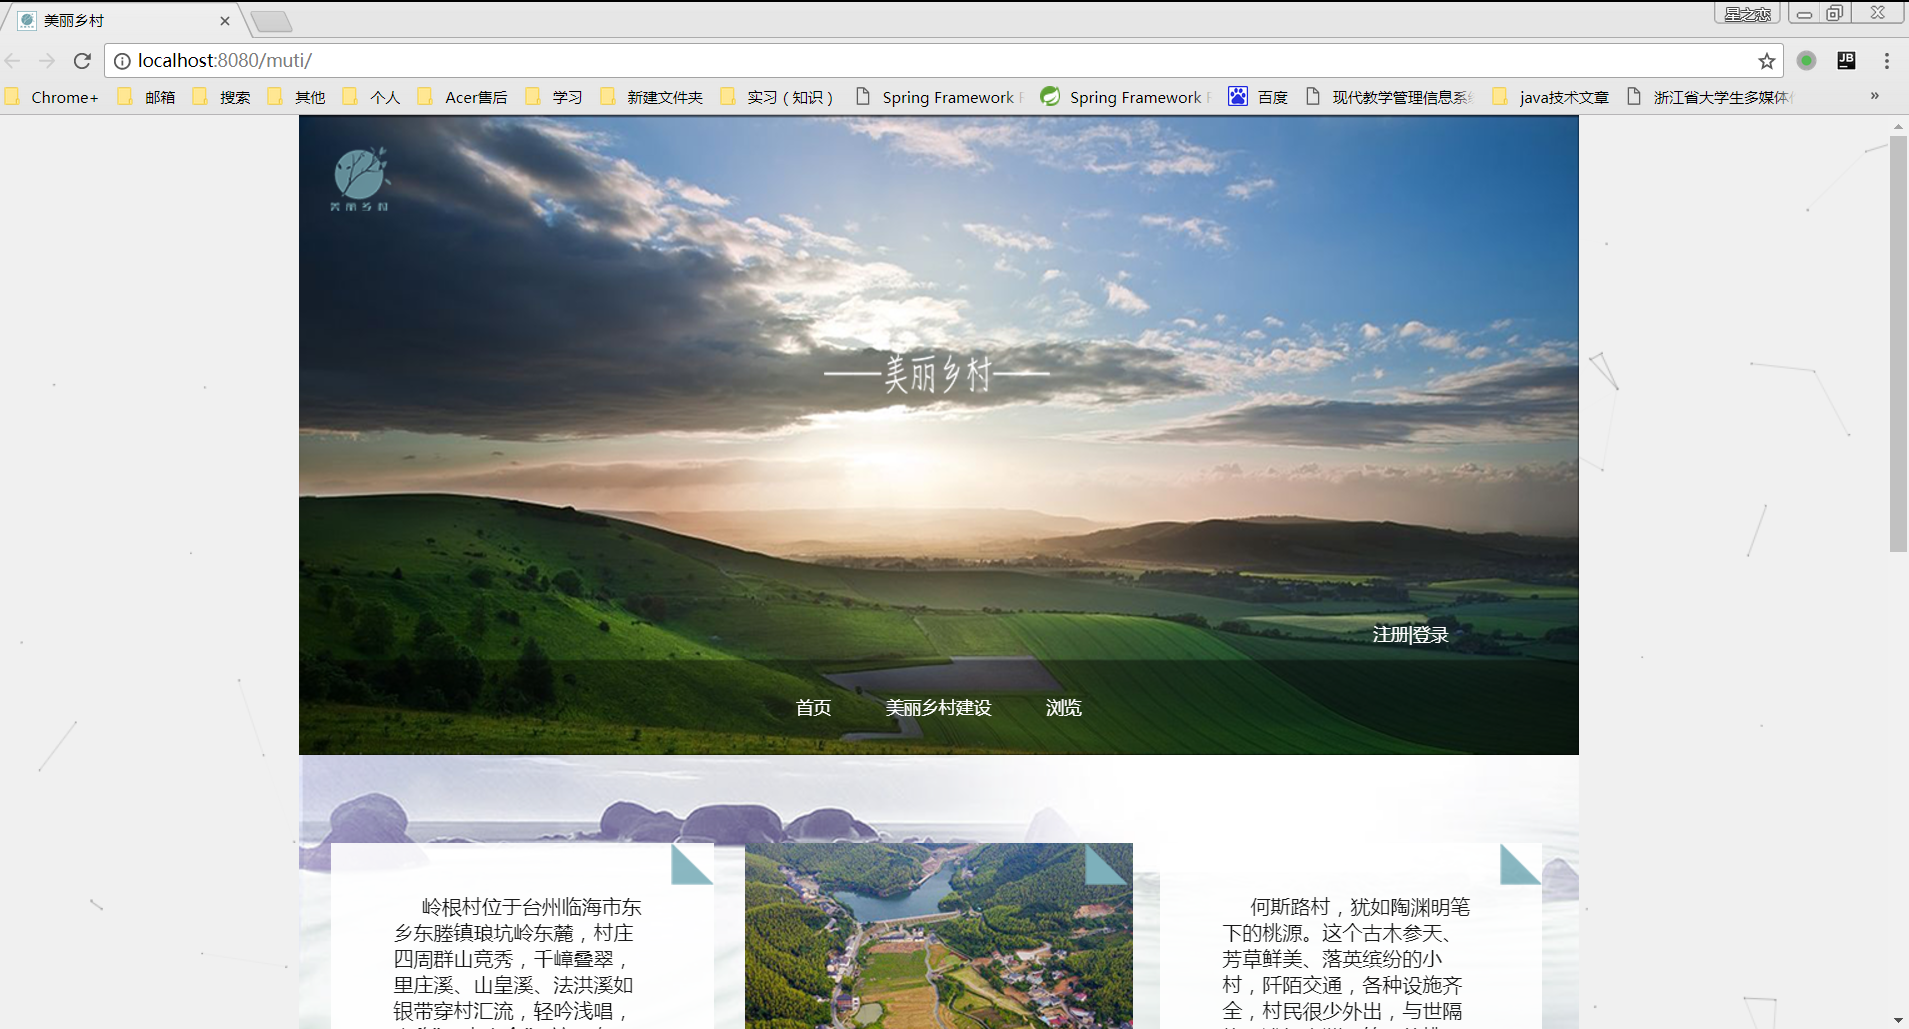 美丽乡村
星之恋
localhost:8080/muti/
Chrome+ 邮箱 搜索 其他 个人 Acer售后 学习 新建文件夹 实习（知识） Spring Framework Spring Framework 百度 现代教学管理信息系 java技术文章 浙江省大学生多媒体 »
JB
美丽乡村
美丽乡村
注册|登录
首页 美丽乡村建设 浏览
岭根村位于台州临海市东
乡东塍镇琅坑岭东麓，村庄
四周群山竞秀，千嶂叠翠，
里庄溪、山皇溪、法洪溪如
银带穿村汇流，轻吟浅唱，
何斯路村，犹如陶渊明笔
下的桃源。这个古木参天、
芳草鲜美、落英缤纷的小
村，阡陌交通，各种设施齐
全，村民很少外出，与世隔